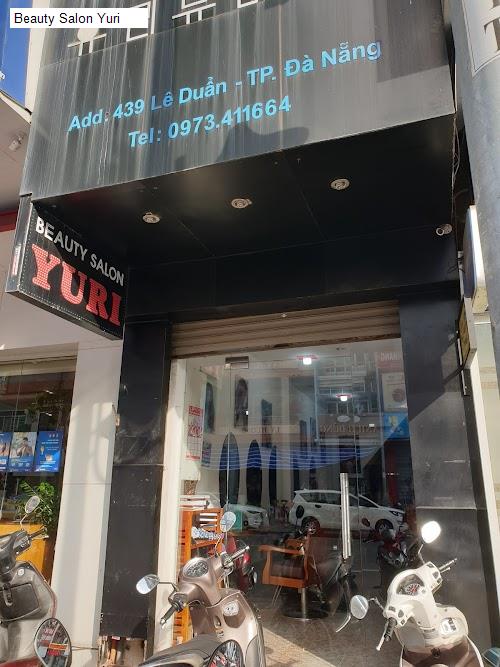 Beauty Salon Yuri
Add: 439 Lê Duẩn - TP. Đà Nẵng
Tel: 0973.411664
BEAUTY SALON
YURI